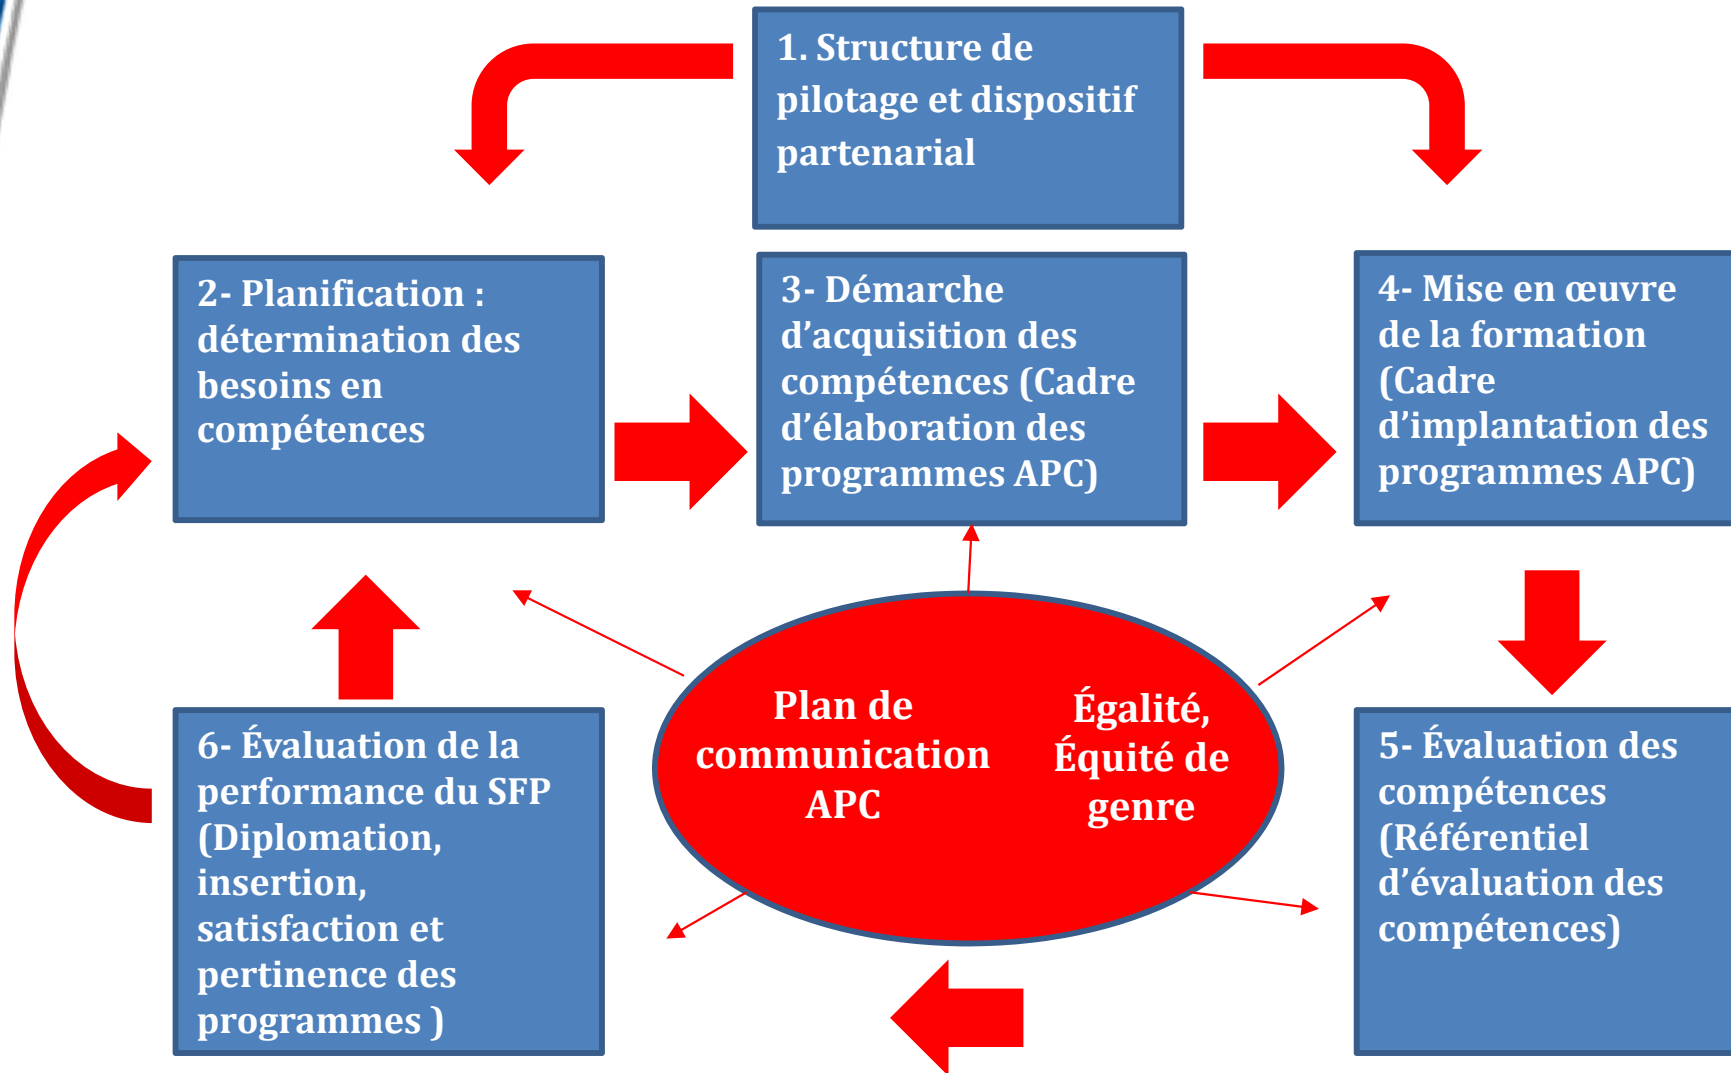 1. Structure de
pilotage et dispositif
partenarial
2- Planification :
détermination des
besoins en
compétences
3- Démarche
d’acquisition des
compétences (Cadre
d’élaboration des
programmes APC)
4- Mise en œuvre
de la formation
(Cadre
d’implantation des
programmes APC)
Plan de
communication
APC
Égalité,
Équité de
genre
6- Évaluation de la
performance du SFP
(Diplomation,
insertion,
satisfaction et
pertinence des
programmes )
5- Évaluation des
compétences
(Référentiel
d’évaluation des
compétences)